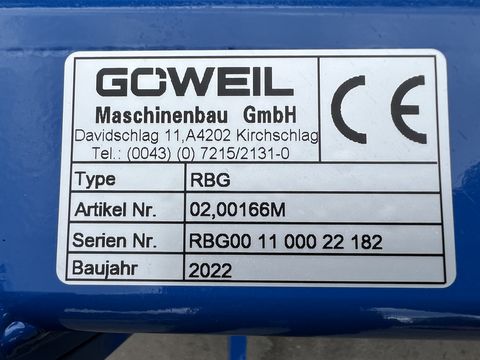 GÖWEIL
Maschinenbau GmbH
Davidschlag 11,A4202 Kirchschlag
Tel.: (0043) (0) 7215/2131-0
CE
Type RBG
Artikel Nr. 02,00166M
Serien Nr. RBG00 11 000 22 182
Baujahr 2022